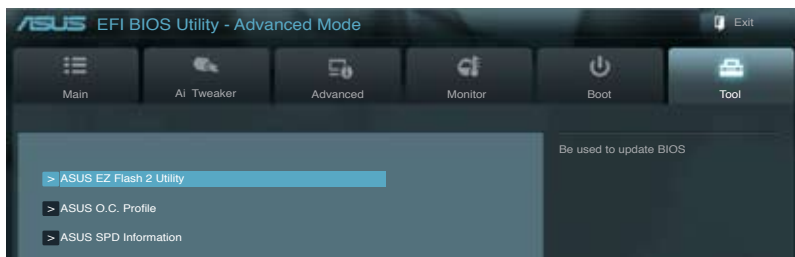 ASUS EFI BIOS Utility - Advanced Mode
Exit
Main
Ai Tweaker
Advanced
Monitor
Boot
Tool
Be used to update BIOS
> ASUS EZ Flash 2 Utility
> ASUS O.C. Profile
> ASUS SPD Information